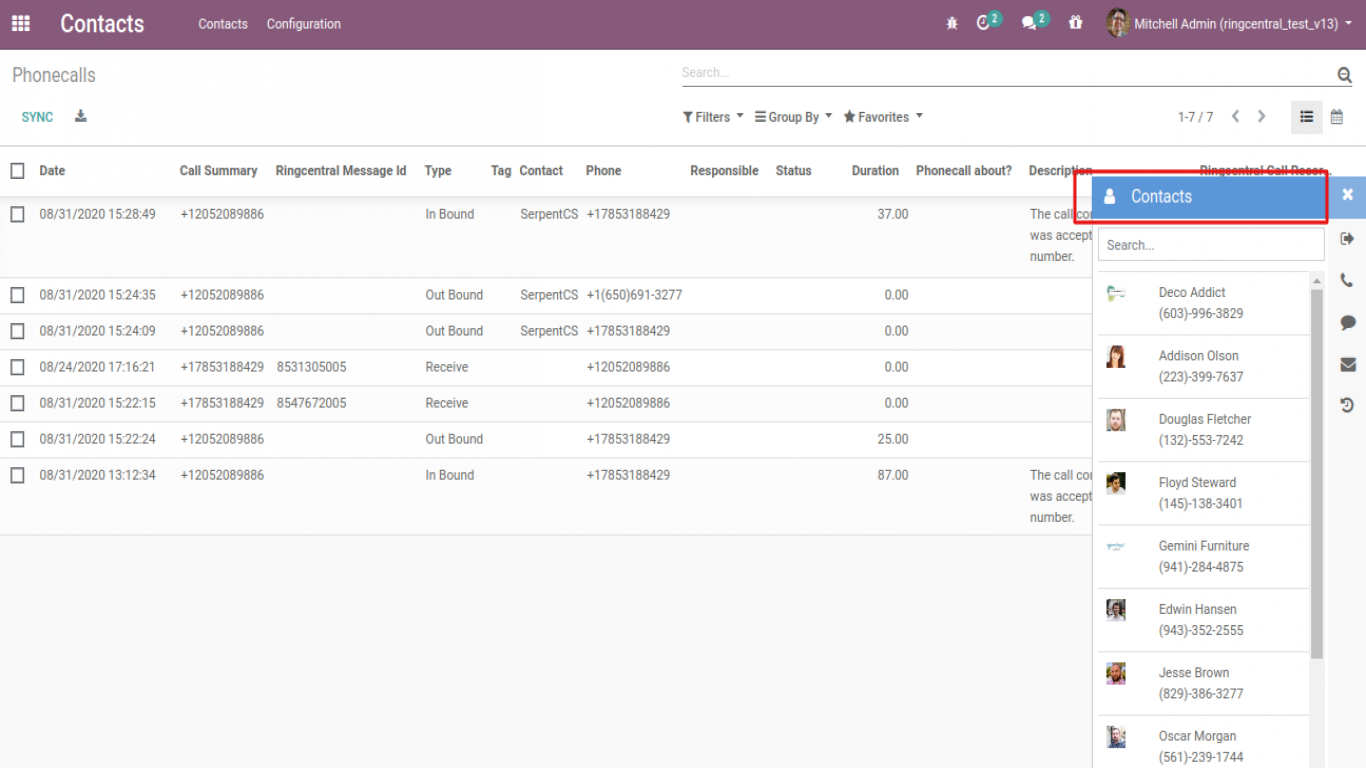 Contacts Contacts Configuration 2 2 Mitchell Admin (ringcentral_test_v13)
Phonecalls Search...
SYNC Filters Group By Favorites 1-7 / 7
Date Call Summary Ringcentral Message Id Type Tag Contact Phone Responsible Status Duration Phonecall about? Description Ringcentral Call Recor...
08/31/2020 15:28:49 +12052089886 In Bound SerpentCS +17853188429 37.00 The call co
was accept
number.
08/31/2020 15:24:35 +12052089886 Out Bound SerpentCS +1(650)691-3277 0.00
08/31/2020 15:24:09 +12052089886 Out Bound SerpentCS +17853188429 0.00
08/24/2020 17:16:21 +17853188429 8531305005 Receive +12052089886 0.00
08/31/2020 15:22:15 +17853188429 8547672005 Receive +12052089886 0.00
08/31/2020 15:22:24 +12052089886 Out Bound +17853188429 25.00
08/31/2020 13:12:34 +12052089886 In Bound +17853188429 87.00 The call co
was accept
number.
Contacts
Search...
Deco Addict
(603)-996-3829
Addison Olson
(223)-399-7637
Douglas Fletcher
(132)-553-7242
Floyd Steward
(145)-138-3401
Gemini Furniture
(941)-284-4875
Edwin Hansen
(943)-352-2555
Jesse Brown
(829)-386-3277
Oscar Morgan
(561)-239-1744